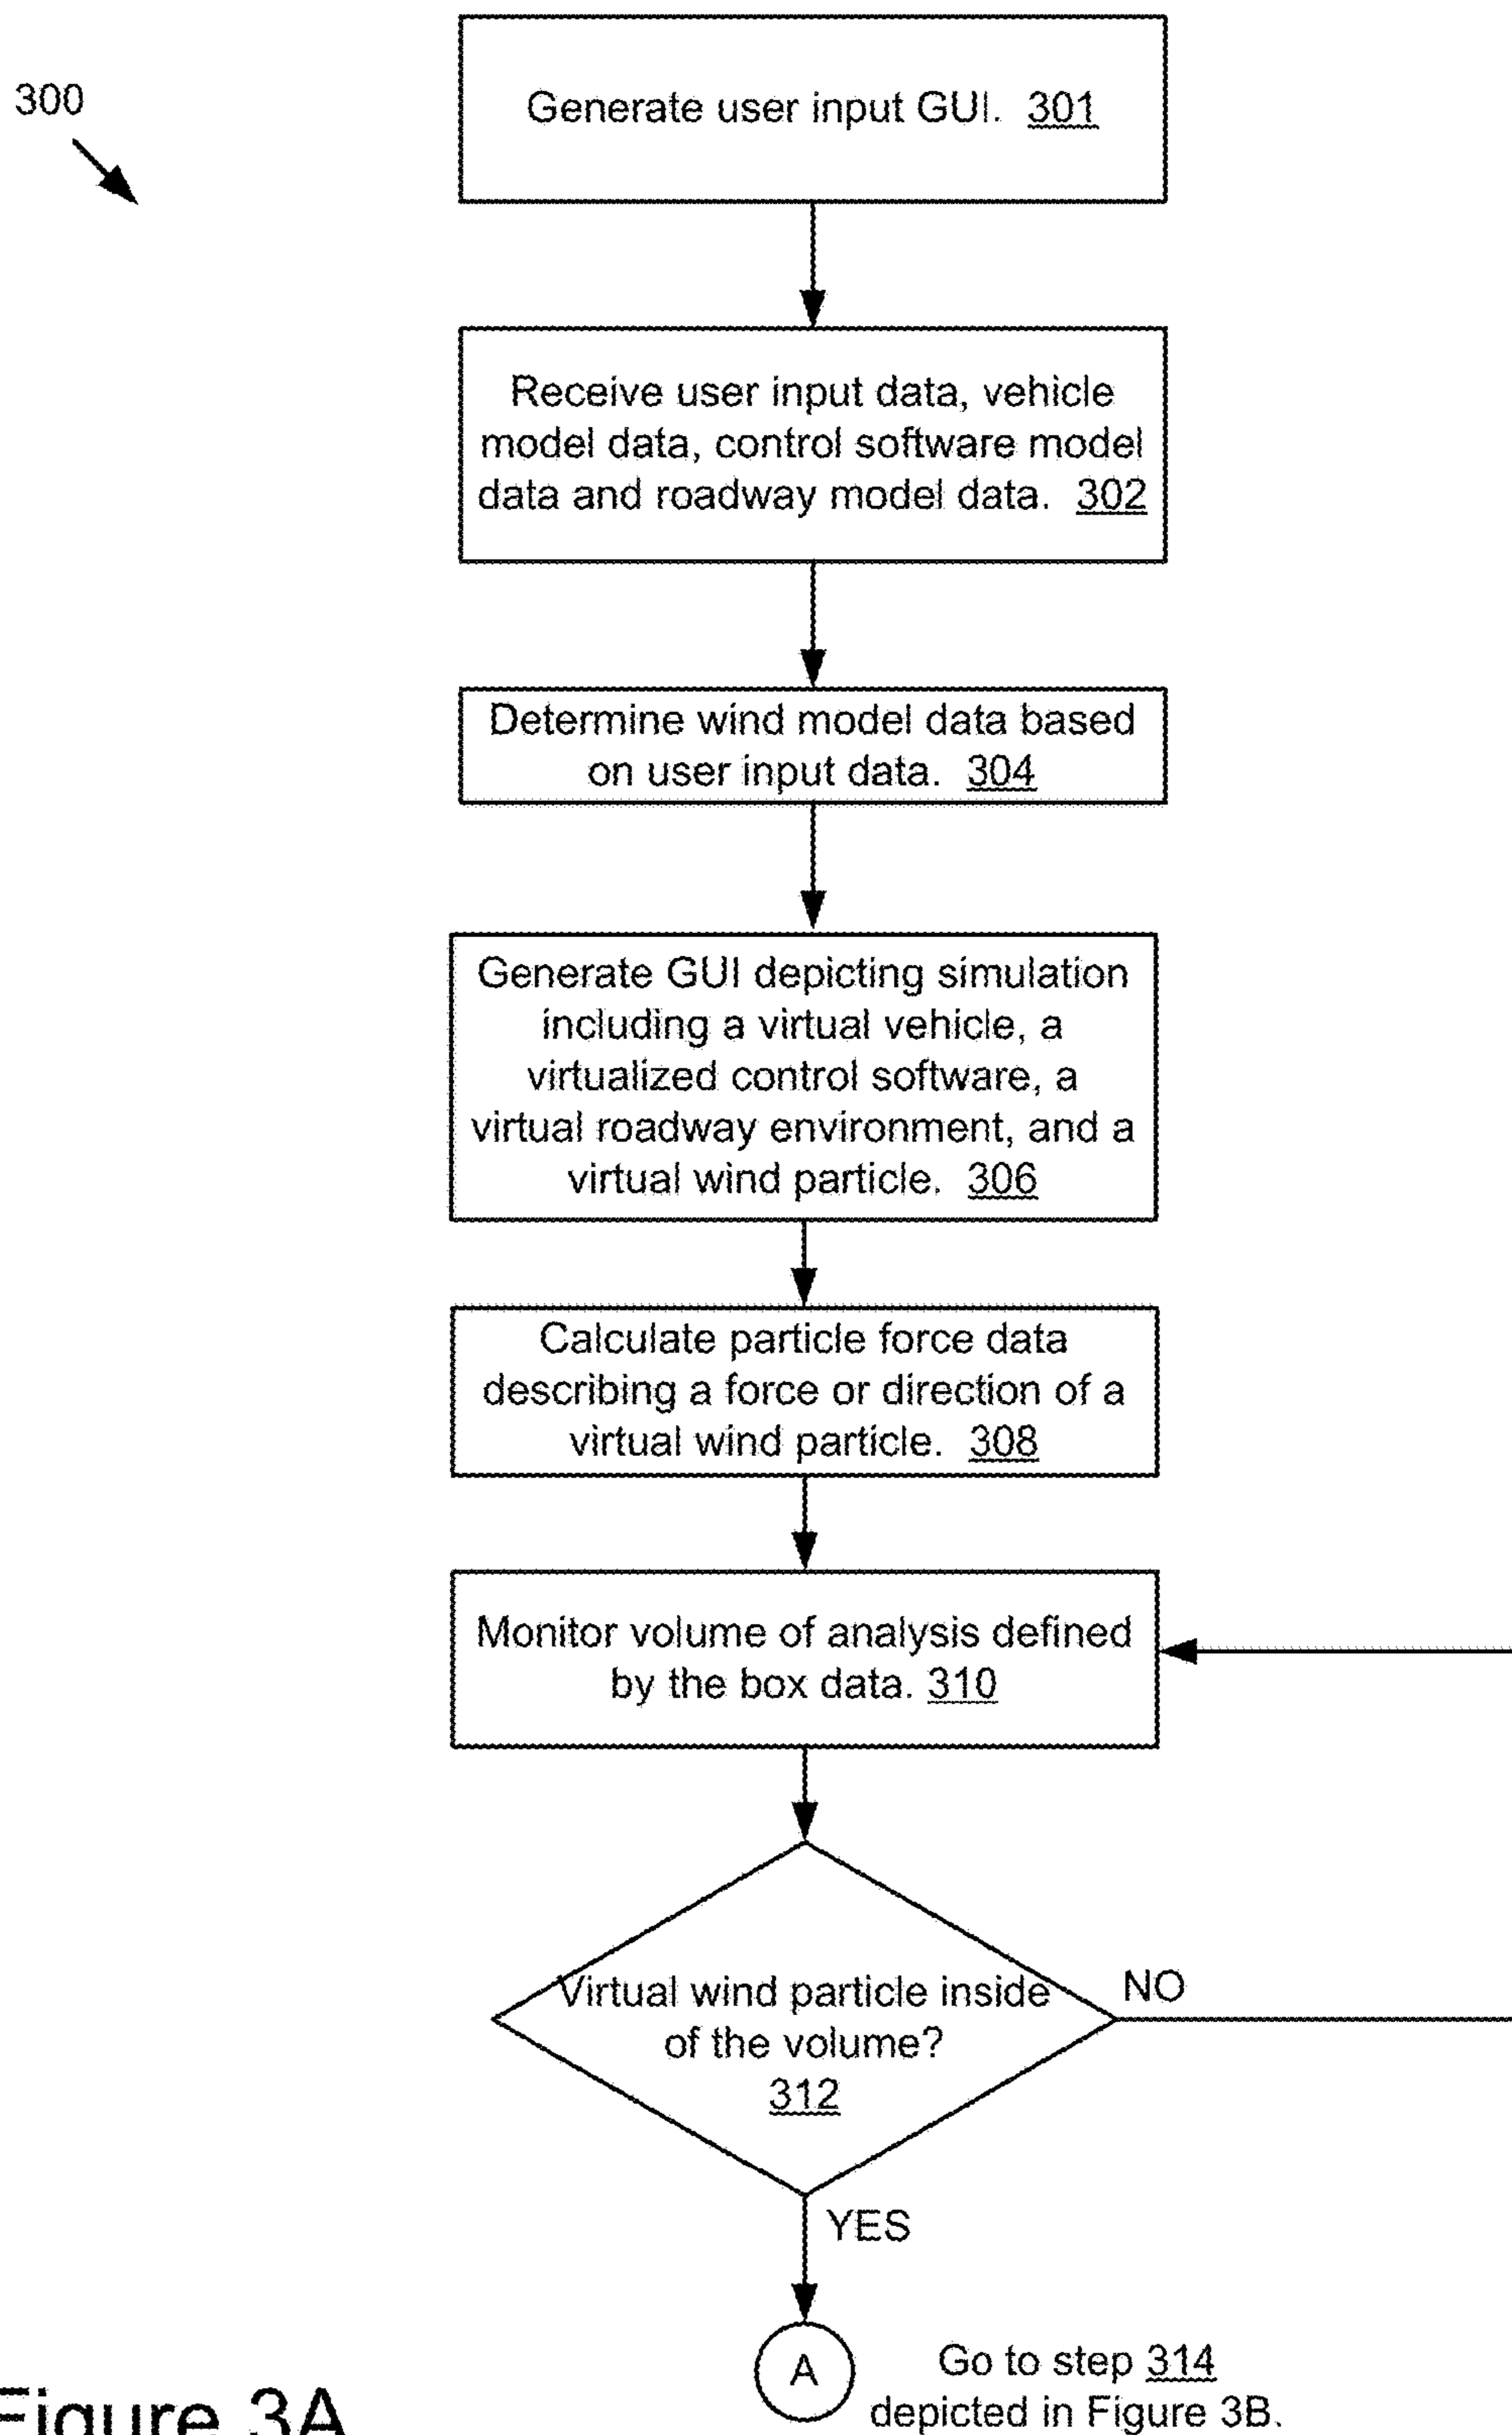 300
Generate user input GUI. 301
Receive user input data, vehicle
model data, control software model
data and roadway model data. 302
Determine wind model data based
on user input data. 304
Generate GUI depicting simulation
including a virtual vehicle, a
virtualized control software, a
virtual roadway environment, and a
virtual wind particle. 306
Calculate particle force data
describing a force or direction of a
virtual wind particle. 308
Monitor volume of analysis defined
by the box data. 310
Virtual wind particle inside
of the volume?
312
NO
YES
A
Go to step 314
depicted in Figure 3B.
Figure 3A